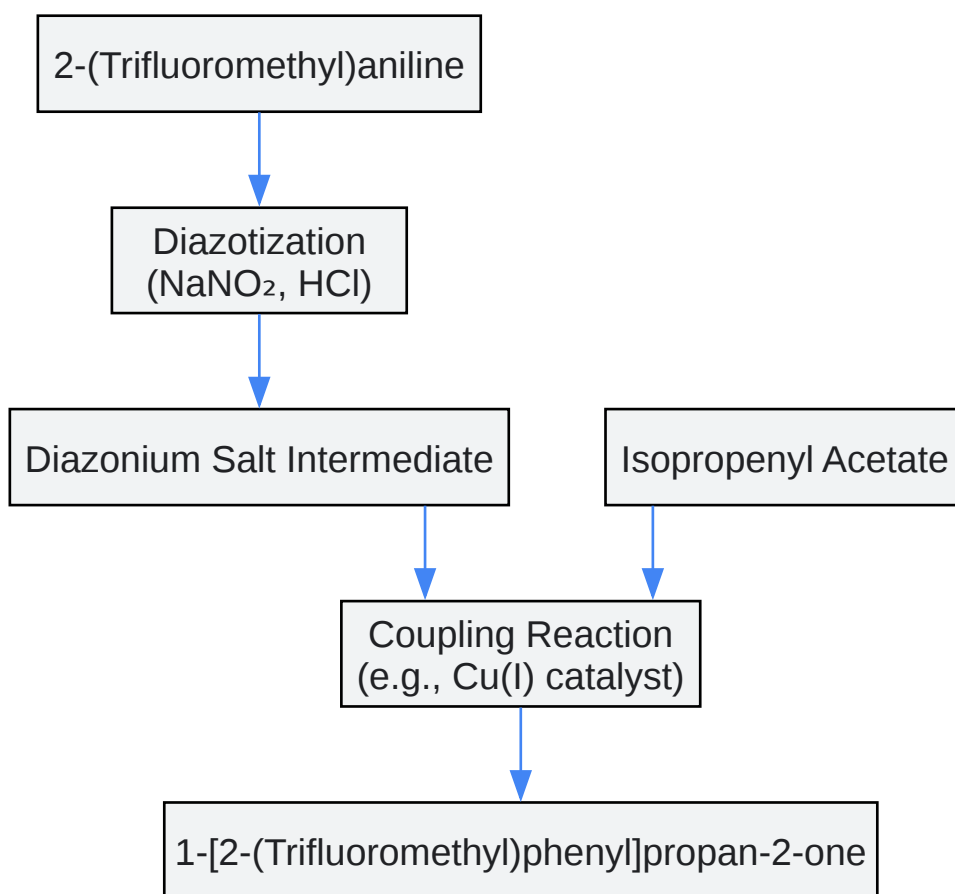 2-(Trifluoromethyl)aniline
Diazotization
(NaNO₂, HCl)
Diazonium Salt Intermediate
Isopropenyl Acetate
Coupling Reaction
(e.g., Cu(I) catalyst)
1-[2-(Trifluoromethyl)phenyl]propan-2-one